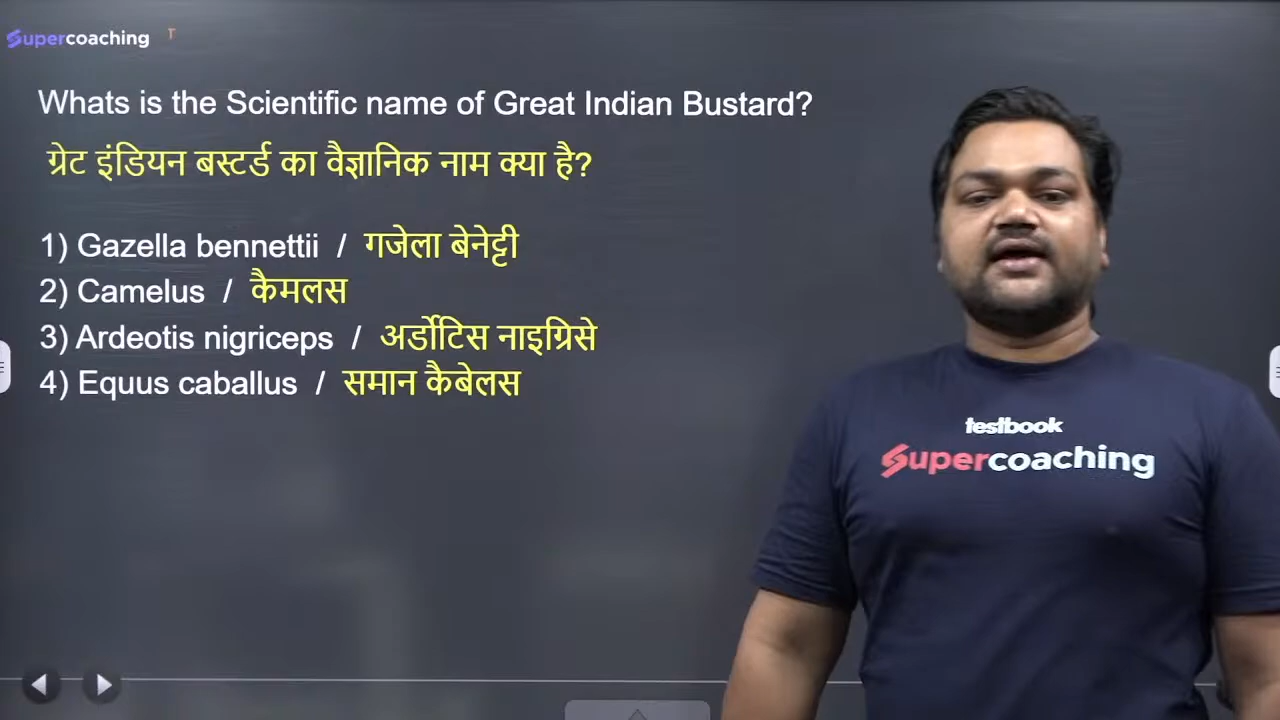 Supercoaching
Whats is the Scientific name of Great Indian Bustard?
ग्रेट इंडियन बस्टर्ड का वैज्ञानिक नाम क्या है?
1) Gazella bennettii / गजेला बेनेट्टी
2) Camelus / कैमलस
3) Ardeotis nigriceps / अर्डोटिस नाइग्रिसे
4) Equus caballus / समान कैबेलस
testbook
Supercoaching